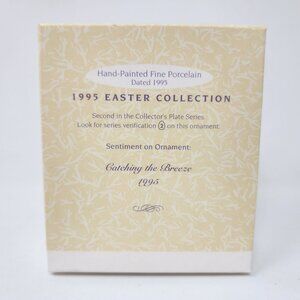 Hand-Painted Fine Porcelain
Dated 1995
1995 EASTER COLLECTION
Second in the Collector's Plate Series
Look for series verification 2 on this ornament.
Sentiment on Ornament:
Catching the Breeze
1995